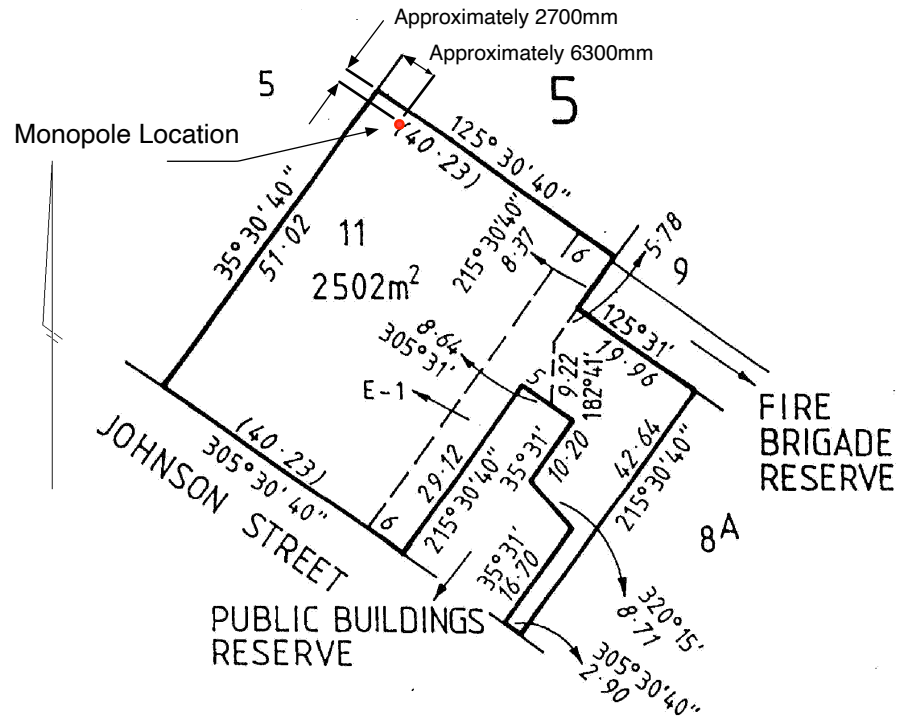 Approximately 2700mm
Approximately 6300mm
5
5
Monopole Location
125° 30' 40"
(40·23)
35° 30' 40"
51·02
11
2502m²
215° 30' 40"
8·37
6
5·78
9
125° 31'
19·96
8·64
305° 31'
5
9·22
182° 41'
E-1
FIRE
BRIGADE
RESERVE
(40·23)
305° 30' 40"
JOHNSON STREET
29·12
215° 30' 40"
35° 31'
10·20
42·64
215° 30' 40"
8A
6
35° 31'
16·70
320° 15'
8·71
PUBLIC BUILDINGS
RESERVE
305° 30' 40"
2·90